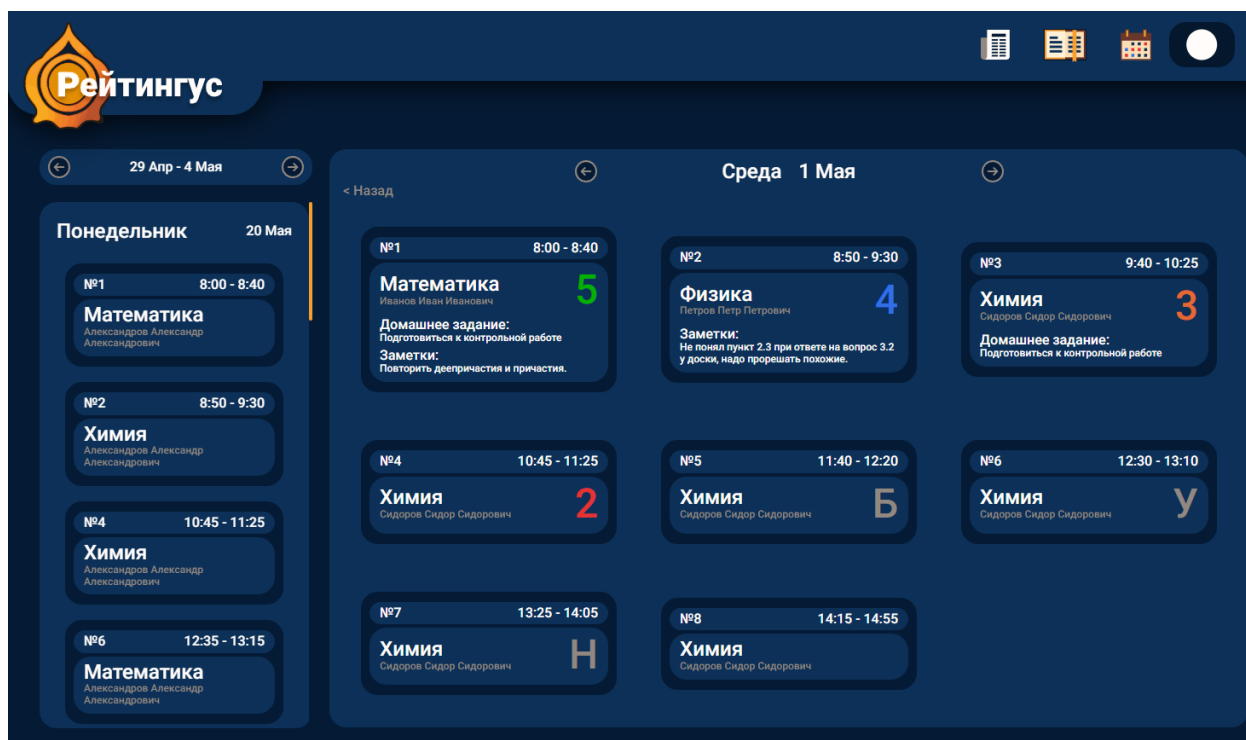 Рейтингус
29 Апр - 4 Мая
Понедельник 20 Мая
№1 8:00 - 8:40
Математика
Александров Александр
Александрович
№2 8:50 - 9:30
Химия
Александров Александр
Александрович
№4 10:45 - 11:25
Химия
Александров Александр
Александрович
№6 12:35 - 13:15
Математика
Александров Александр
Александрович
Среда 1 Мая
< Назад
№1 8:00 - 8:40
Математика 5
Иванов Иван Иванович
Домашнее задание:
Подготовиться к контрольной работе
Заметки:
Повторить деепричастия и причастия.
№2 8:50 - 9:30
Физика 4
Петров Петр Петрович
Заметки:
Не понял пункт 2.3 при ответе на вопрос 3.2
у доски, надо прорешать похожие.
№3 9:40 - 10:25
Химия 3
Сидоров Сидор Сидорович
Домашнее задание:
Подготовиться к контрольной работе
№4 10:45 - 11:25
Химия 2
Сидоров Сидор Сидорович
№5 11:40 - 12:20
Химия Б
Сидоров Сидор Сидорович
№6 12:30 - 13:10
Химия У
Сидоров Сидор Сидорович
№7 13:25 - 14:05
Химия Н
Сидоров Сидор Сидорович
№8 14:15 - 14:55
Химия
Сидоров Сидор Сидорович